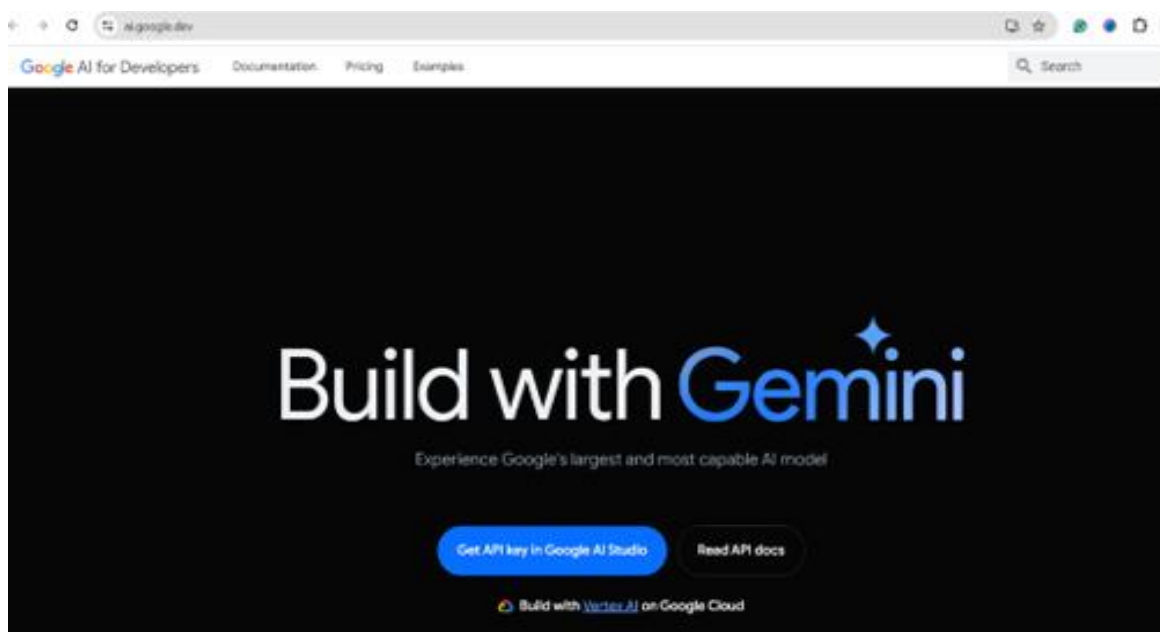 ai.google.dev
Google AI for Developers Documentation Pricing Examples Search
Build with Gemini
Experience Google's largest and most capable AI model
Get API key in Google AI Studio Read API docs
Build with Vertex AI on Google Cloud